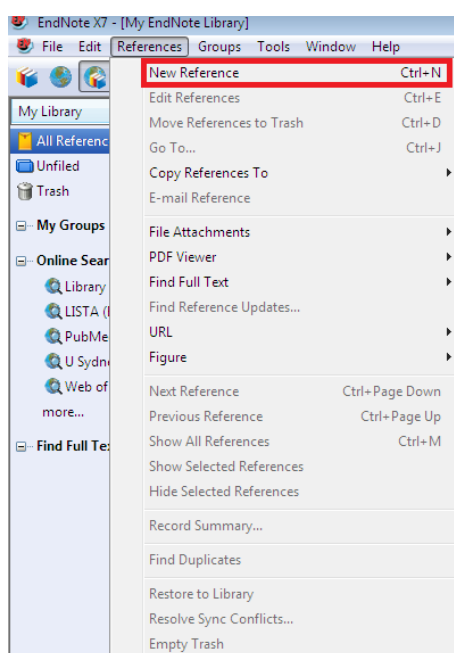 EndNote X7 - [My EndNote Library]
File Edit References Groups Tools Window Help
New Reference Ctrl+N
Edit References Ctrl+E
My Library
Move References to Trash Ctrl+D
All Referenc
Go To... Ctrl+J
Unfiled
Copy References To
Trash
E-mail Reference
My Groups
File Attachments
Online Sear
PDF Viewer
Library
Find Full Text
LISTA (
Find Reference Updates...
PubMe
URL
U Sydn
Figure
Web of
Next Reference Ctrl+Page Down
more...
Previous Reference Ctrl+Page Up
Find Full Te
Show All References Ctrl+M
Show Selected References
Hide Selected References
Record Summary...
Find Duplicates
Restore to Library
Resolve Sync Conflicts...
Empty Trash